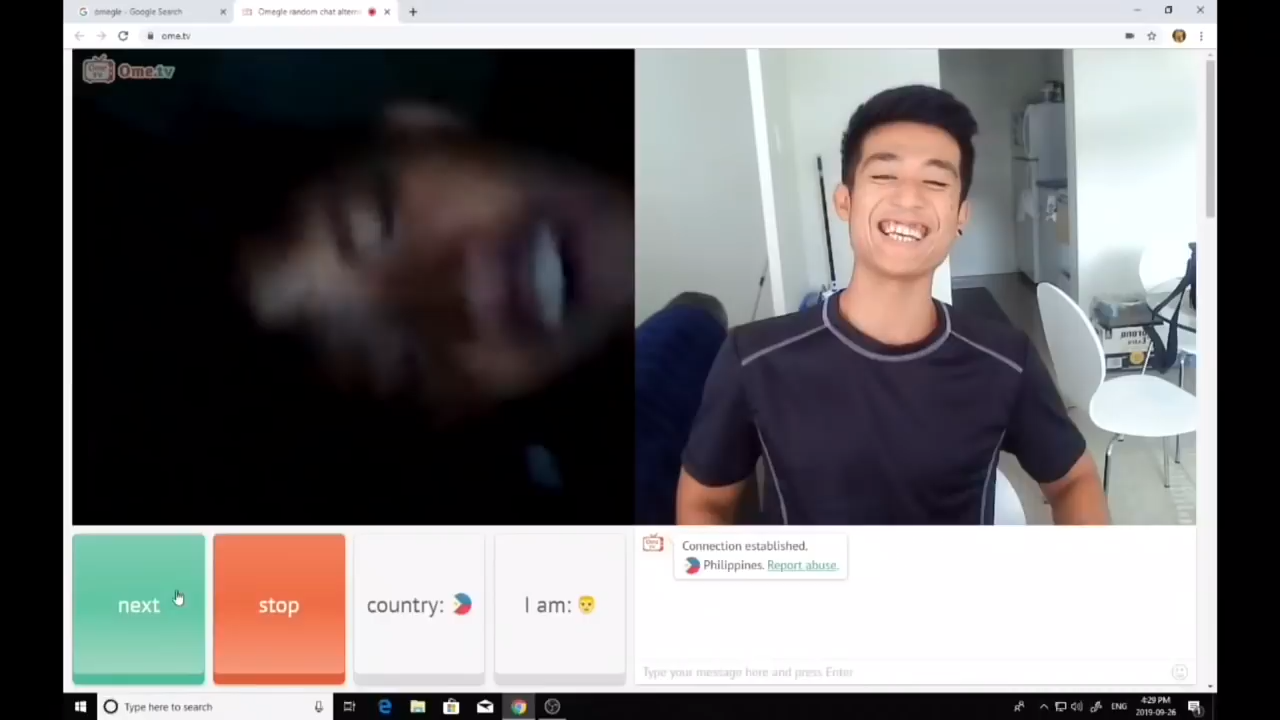 omegle - Google Search
Omegle random chat altern
ome.tv
Ome.tv
next
stop
country:
I am:
Connection established.
Philippines. Report abuse.
Type your message here and press Enter
Type here to search
ENG
4:29 PM
2019-09-26